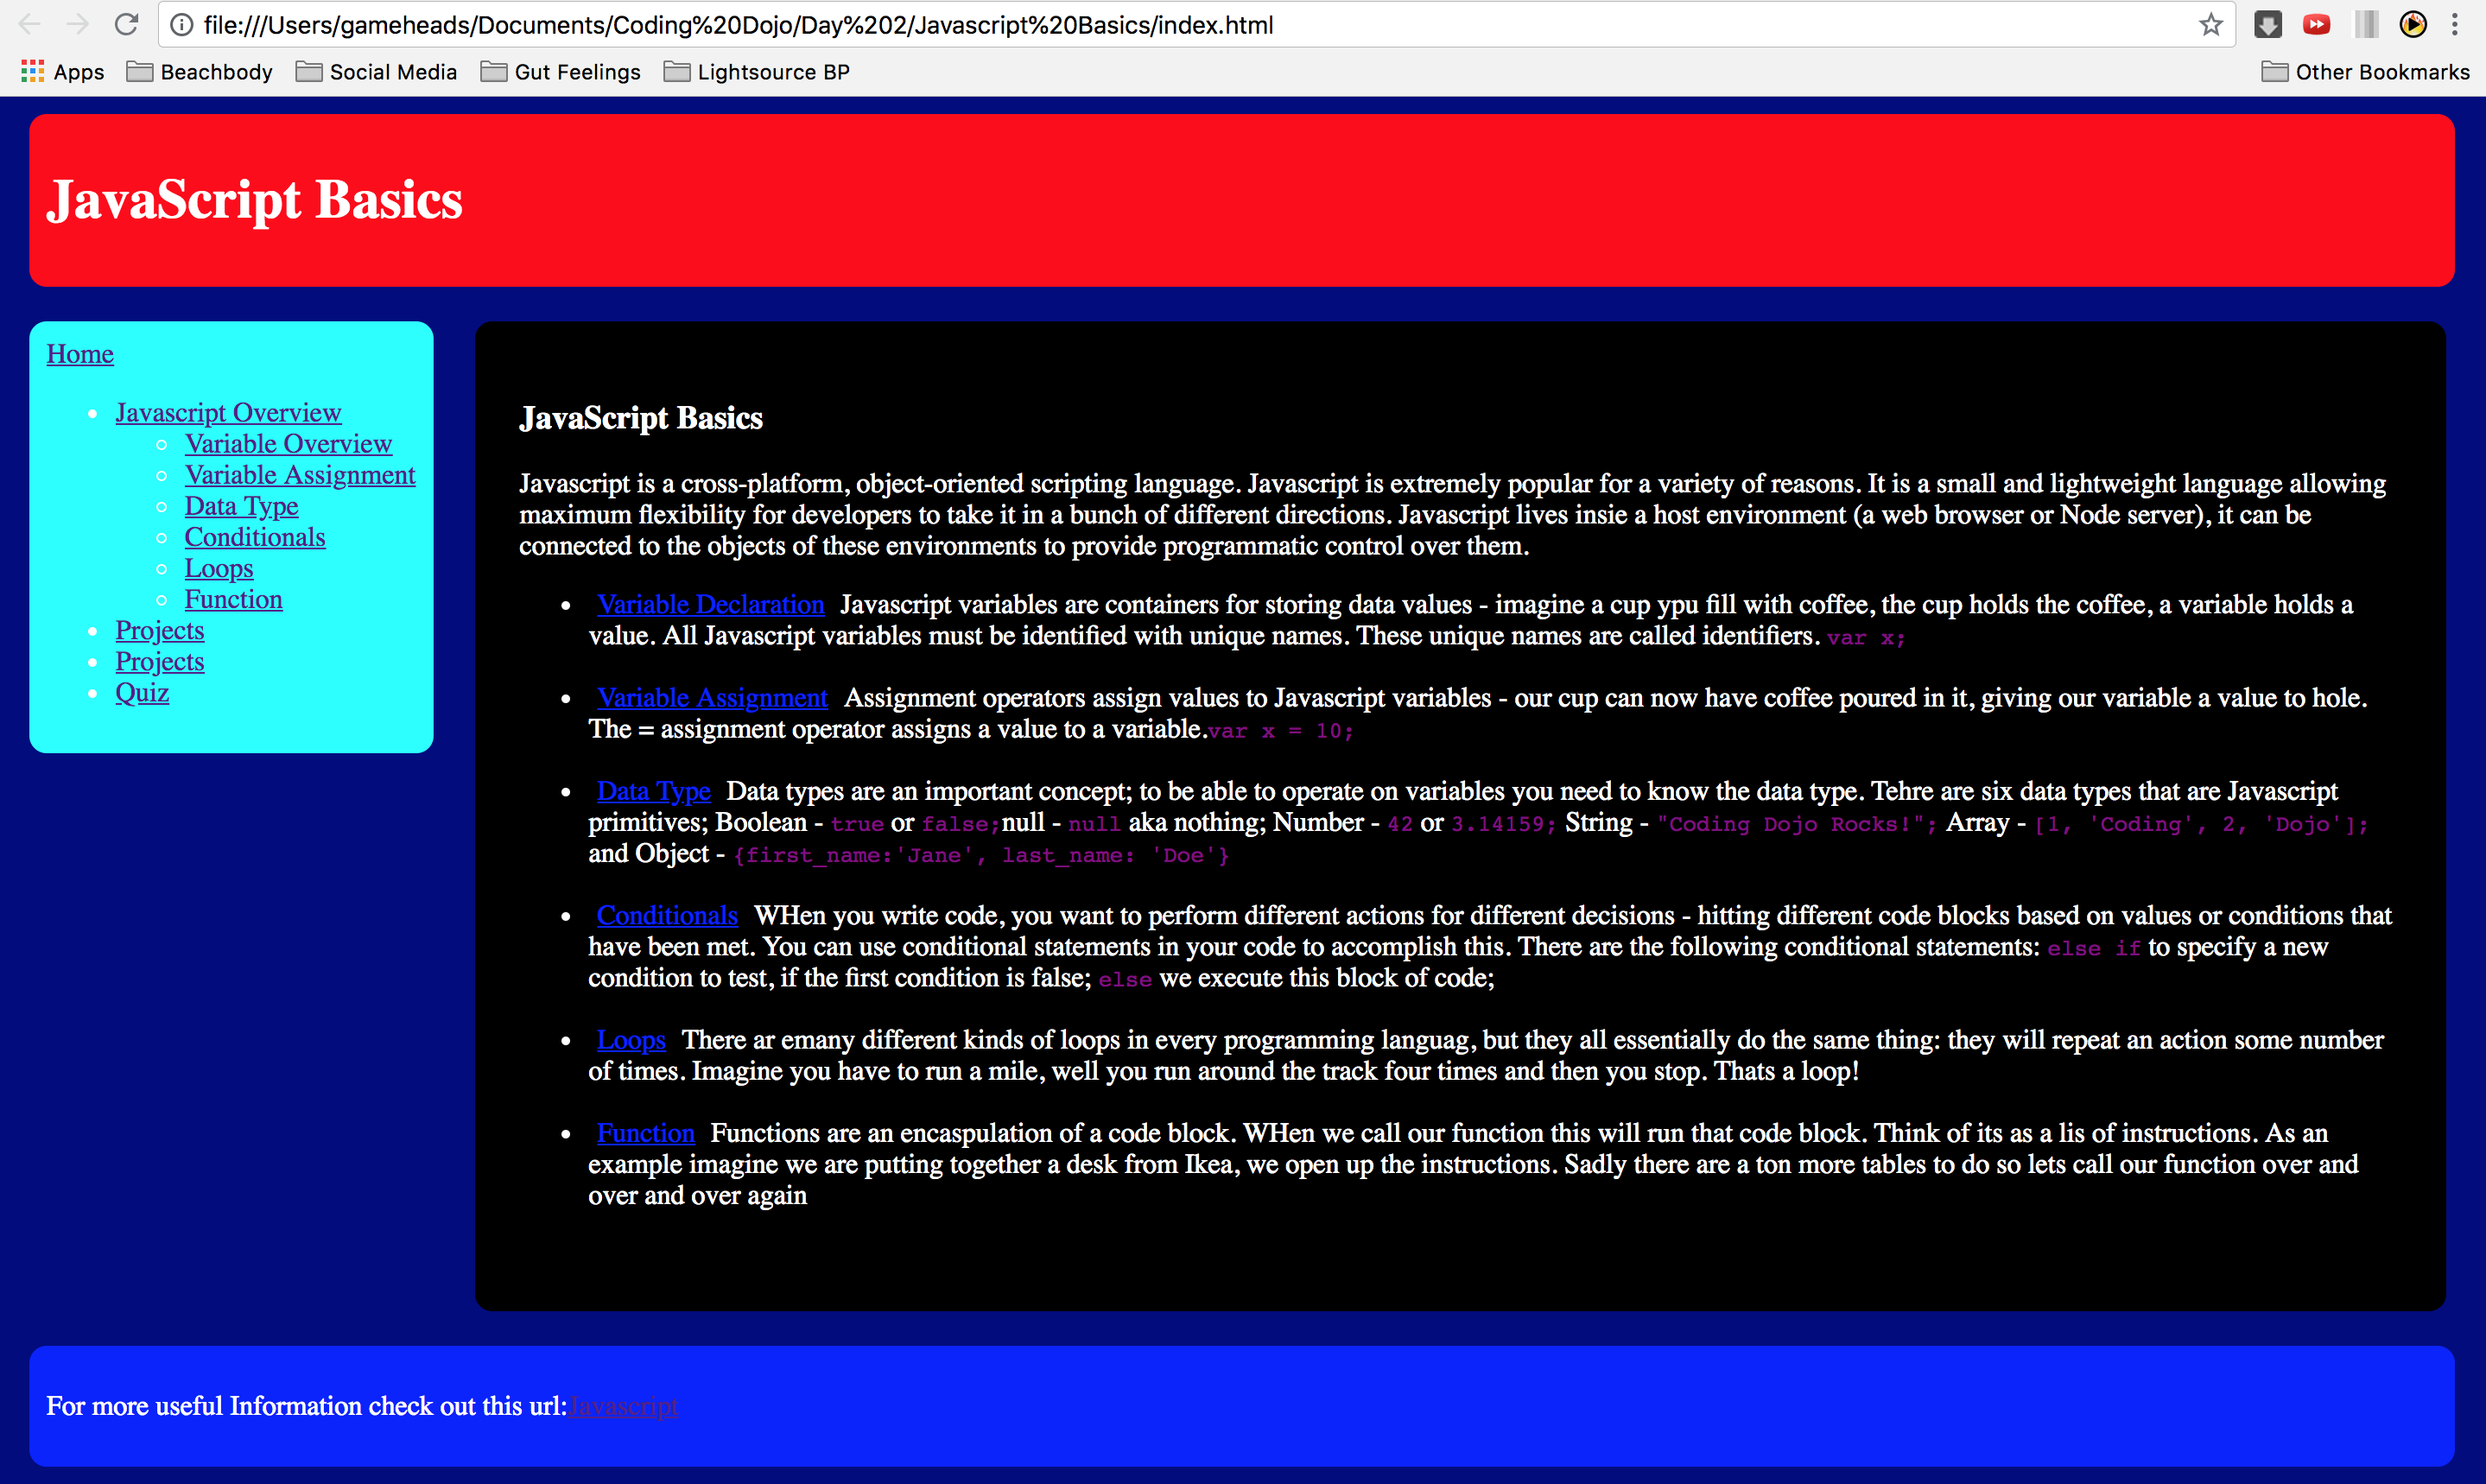 file:///Users/gameheads/Documents/Coding%20Dojo/Day%202/Javascript%20Basics/index.html
Apps Beachbody Social Media Gut Feelings Lightsource BP Other Bookmarks
JavaScript Basics
Home
Javascript Overview
Variable Overview
Variable Assignment
Data Type
Conditionals
Loops
Function
Projects
Projects
Quiz
JavaScript Basics
Javascript is a cross-platform, object-oriented scripting language. Javascript is extremely popular for a variety of reasons. It is a small and lightweight language allowing
maximum flexibility for developers to take it in a bunch of different directions. Javascript lives insie a host environment (a web browser or Node server), it can be
connected to the objects of these environments to provide programmatic control over them.
Variable Declaration Javascript variables are containers for storing data values - imagine a cup ypu fill with coffee, the cup holds the coffee, a variable holds a
value. All Javascript variables must be identified with unique names. These unique names are called identifiers. var x;
Variable Assignment Assignment operators assign values to Javascript variables - our cup can now have coffee poured in it, giving our variable a value to hole.
The = assignment operator assigns a value to a variable.var x = 10;
Data Type Data types are an important concept; to be able to operate on variables you need to know the data type. Tehre are six data types that are Javascript
primitives; Boolean - true or false;null - null aka nothing; Number - 42 or 3.14159; String - "Coding Dojo Rocks!"; Array - [1, 'Coding', 2, 'Dojo'];
and Object - {first_name:'Jane', last_name: 'Doe'}
Conditionals WHen you write code, you want to perform different actions for different decisions - hitting different code blocks based on values or conditions that
have been met. You can use conditional statements in your code to accomplish this. There are the following conditional statements: else if to specify a new
condition to test, if the first condition is false; else we execute this block of code;
Loops There ar emany different kinds of loops in every programming languag, but they all essentially do the same thing: they will repeat an action some number
of times. Imagine you have to run a mile, well you run around the track four times and then you stop. Thats a loop!
Function Functions are an encaspulation of a code block. WHen we call our function this will run that code block. Think of its as a lis of instructions. As an
example imagine we are putting together a desk from Ikea, we open up the instructions. Sadly there are a ton more tables to do so lets call our function over and
over and over again
For more useful Information check out this url:Javascript